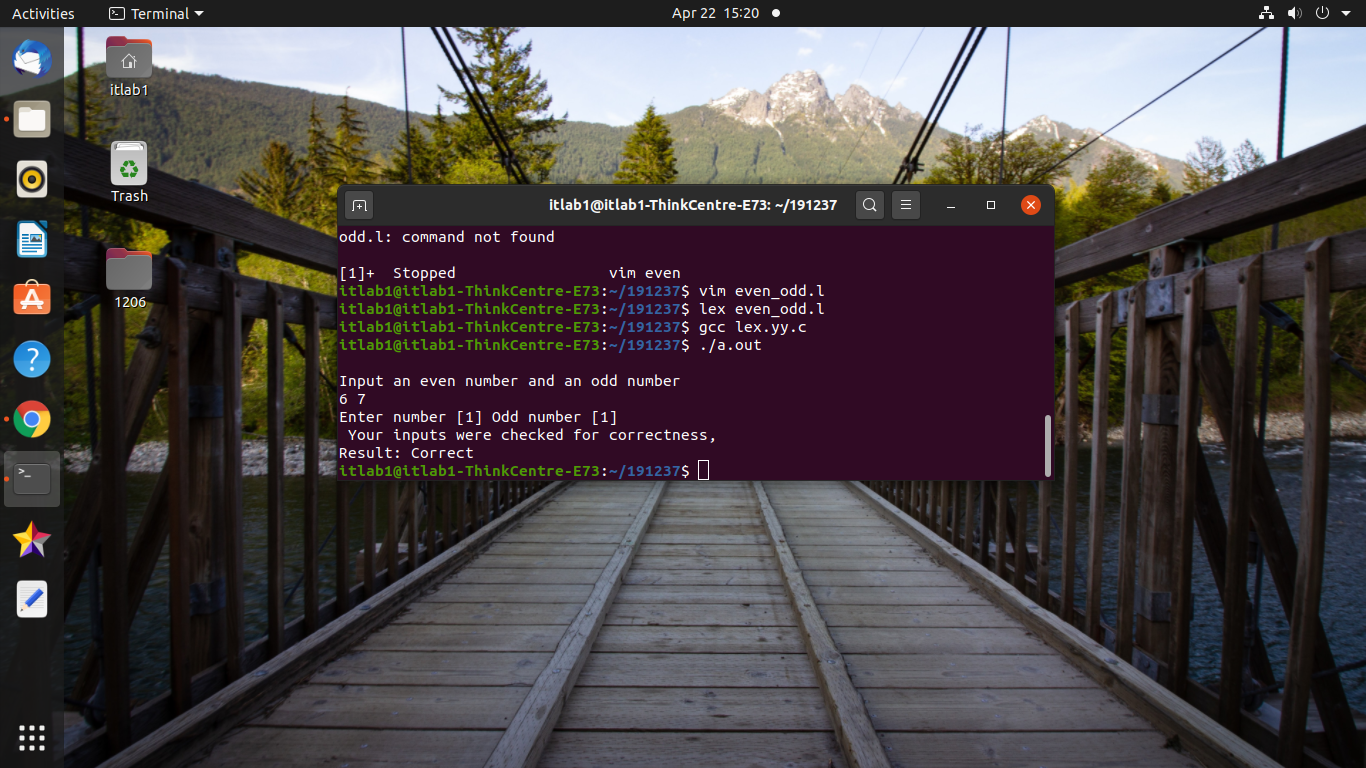 Activities
Terminal
Apr 22 15:20
itlab1
Trash
1206
itlab1@itlab1-ThinkCentre-E73: ~/191237
odd.l: command not found
[1]+  Stopped                 vim even
itlab1@itlab1-ThinkCentre-E73:~/191237$ vim even_odd.l
itlab1@itlab1-ThinkCentre-E73:~/191237$ lex even_odd.l
itlab1@itlab1-ThinkCentre-E73:~/191237$ gcc lex.yy.c
itlab1@itlab1-ThinkCentre-E73:~/191237$ ./a.out
Input an even number and an odd number
6 7
Enter number [1] Odd number [1]
 Your inputs were checked for correctness,
Result: Correct
itlab1@itlab1-ThinkCentre-E73:~/191237$